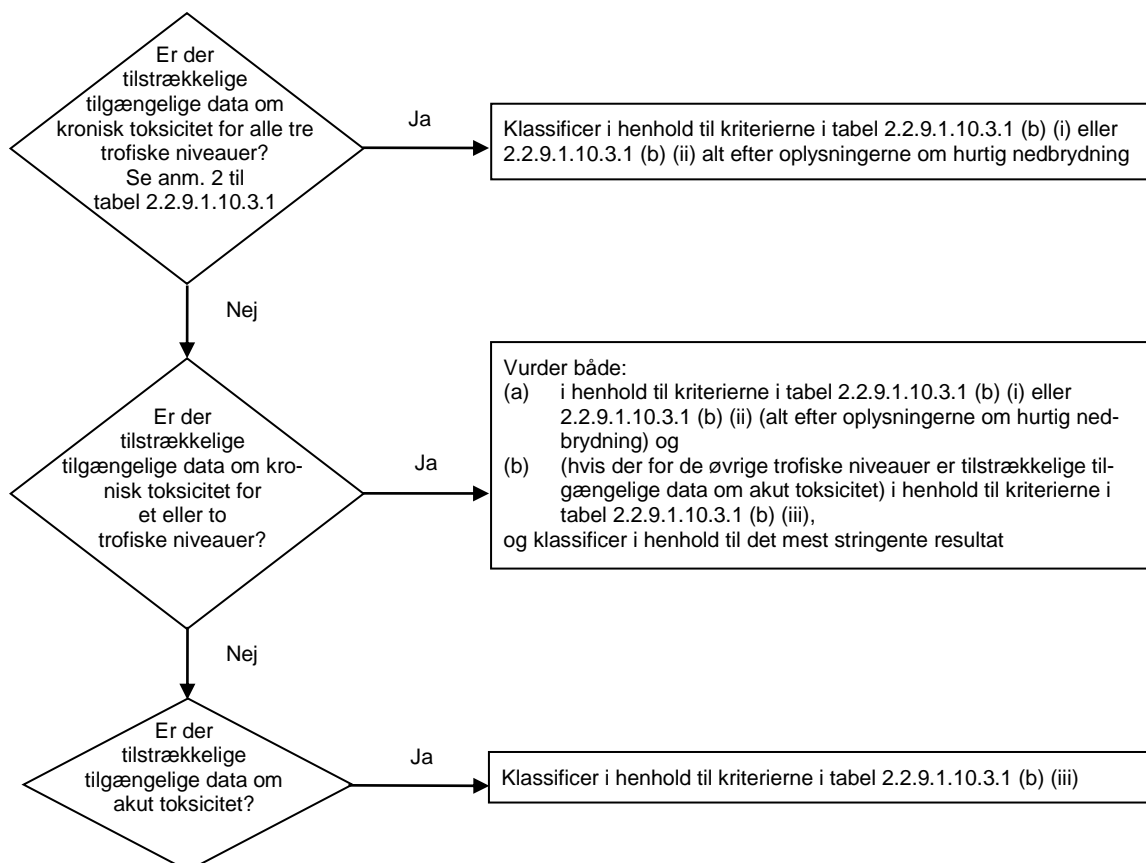 Er der
tilstrækkelige
tilgængelige data om
kronisk toksicitet for alle tre
trofiske niveauer?
Se anm. 2 til
tabel 2.2.9.1.10.3.1
Ja
Klassificer i henhold til kriterierne i tabel 2.2.9.1.10.3.1 (b) (i) eller
2.2.9.1.10.3.1 (b) (ii) alt efter oplysningerne om hurtig nedbrydning
Nej
Er der
tilstrækkelige
tilgængelige data om kro-
nisk toksicitet for
et eller to
trofiske niveauer?
Ja
Vurder både:
(a) i henhold til kriterierne i tabel 2.2.9.1.10.3.1 (b) (i) eller
2.2.9.1.10.3.1 (b) (ii) (alt efter oplysningerne om hurtig ned-
brydning) og
(b) (hvis der for de øvrige trofiske niveauer er tilstrækkelige til-
gængelige data om akut toksicitet) i henhold til kriterierne i
tabel 2.2.9.1.10.3.1 (b) (iii),
og klassificer i henhold til det mest stringente resultat
Nej
Er der
tilstrækkelige
tilgængelige data om
akut toksicitet?
Ja
Klassificer i henhold til kriterierne i tabel 2.2.9.1.10.3.1 (b) (iii)